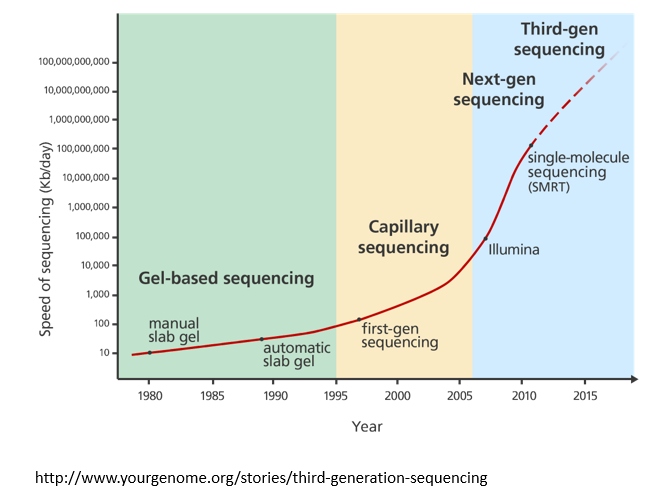 Third-gen
sequencing
Next-gen
sequencing
Capillary
sequencing
Gel-based sequencing
Speed of sequencing (Kb/day)
100,000,000,000
10,000,000,000
1,000,000,000
100,000,000
10,000,000
1,000,000
100,000
10,000
1,000
100
10
manual
slab gel
automatic
slab gel
first-gen
sequencing
Illumina
single-molecule
sequencing
(SMRT)
1980 1985 1990 1995 2000 2005 2010 2015
Year
http://www.yourgenome.org/stories/third-generation-sequencing